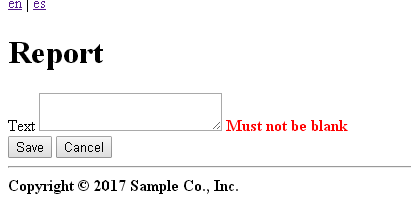 en | es
Report
Text Must not be blank
Save Cancel
Copyright © 2017 Sample Co., Inc.